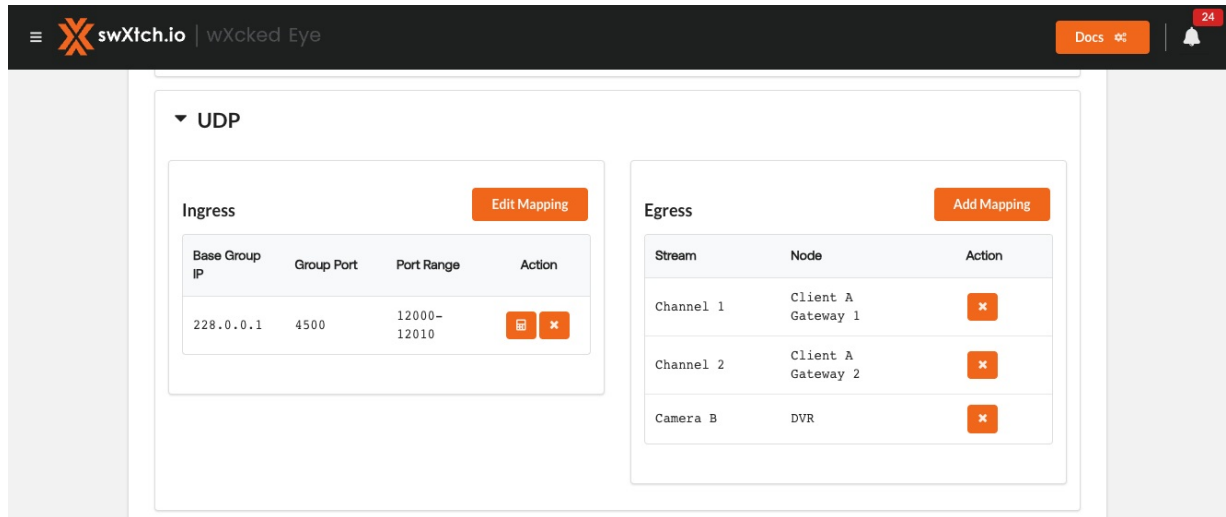 swXtch.io | wXcked Eye
Docs
24
UDP
Ingress
Edit Mapping
Base Group
IP
Group Port
Port Range
Action
228.0.0.1
4500
12000-
12010
Egress
Add Mapping
Stream
Node
Action
Channel 1
Client A
Gateway 1
Channel 2
Client A
Gateway 2
Camera B
DVR